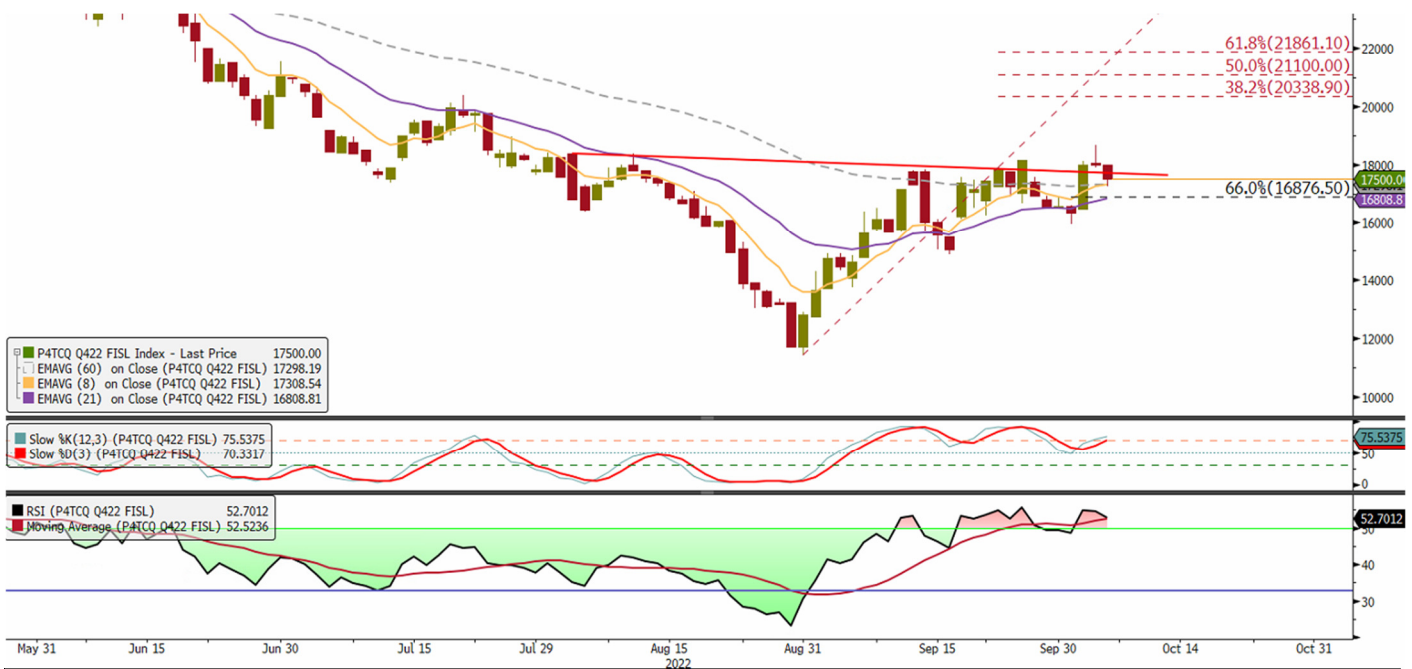 61.8%(21861.10)
50.0%(21100.00)
38.2%(20338.90)
66.0%(16876.50)
22000
20000
18000
17500.0
16808.8
16000
14000
12000
10000
P4TCQ Q422 FISL Index - Last Price 17500.00
EMAVG (60) on Close (P4TCQ Q422 FISL) 17298.19
EMAVG (8) on Close (P4TCQ Q422 FISL) 17308.54
EMAVG (21) on Close (P4TCQ Q422 FISL) 16808.81
Slow %K(12,3) (P4TCQ Q422 FISL) 75.5375
Slow %D(3) (P4TCQ Q422 FISL) 70.3317
75.5375
50
0
RSI (P4TCQ Q422 FISL) 52.7012
Moving Average (P4TCQ Q422 FISL) 52.5236
52.7012
50
40
30
May 31 Jun 15 Jun 30 Jul 15 Jul 29 Aug 15 Aug 31 Sep 15 Sep 30 Oct 14 Oct 31
2022